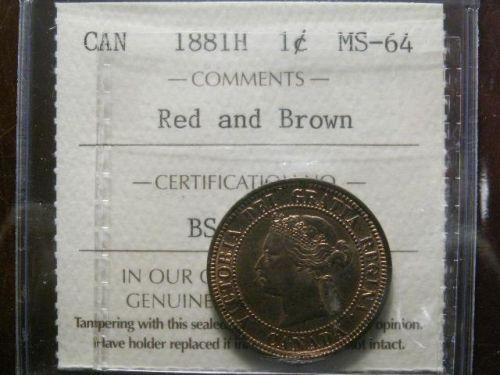 CAN 1881H 1¢ MS-64
— COMMENTS —
Red and Brown
— CERTIFICATION NO. —
BS
IN OUR
GENUINE
Tampering with this opinion.
Have holder replaced if not intact.
VICTORIA DEI GRATIA REGINA
CANADA